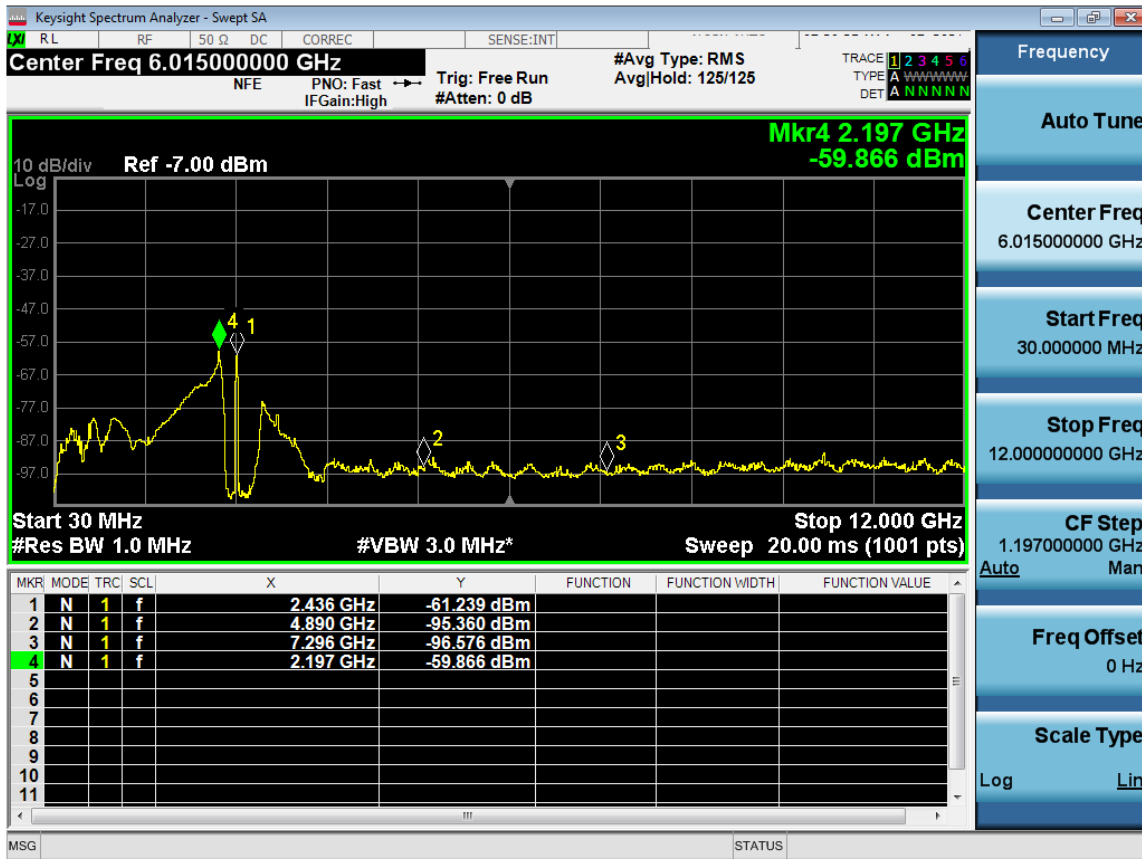 Keysight Spectrum Analyzer - Swept SA
LXI RL RF 50 Ω DC CORREC SENSE:INT
Center Freq 6.015000000 GHz
NFE PNO: Fast Trig: Free Run
IFGain:High #Atten: 0 dB
#Avg Type: RMS
Avg|Hold: 125/125
TRACE 1 2 3 4 5 6
TYPE A WWWWWW
DET A N N N N N
Mkr4 2.197 GHz
-59.866 dBm
10 dB/div Ref -7.00 dBm
Log
-17.0
-27.0
-37.0
-47.0
-57.0
-67.0
-77.0
-87.0
-97.0
4 1
2
3
Start 30 MHz Stop 12.000 GHz
#Res BW 1.0 MHz #VBW 3.0 MHz* Sweep 20.00 ms (1001 pts)
MKR MODE TRC SCL X Y FUNCTION FUNCTION WIDTH FUNCTION VALUE
1 N 1 f 2.436 GHz -61.239 dBm
2 N 1 f 4.890 GHz -95.360 dBm
3 N 1 f 7.296 GHz -96.576 dBm
4 N 1 f 2.197 GHz -59.866 dBm
5
6
7
8
9
10
11
MSG STATUS
Frequency
Auto Tune
Center Freq
6.015000000 GHz
Start Freq
30.000000 MHz
Stop Freq
12.000000000 GHz
CF Step
1.197000000 GHz
Auto Man
Freq Offset
0 Hz
Scale Type
Log Lin